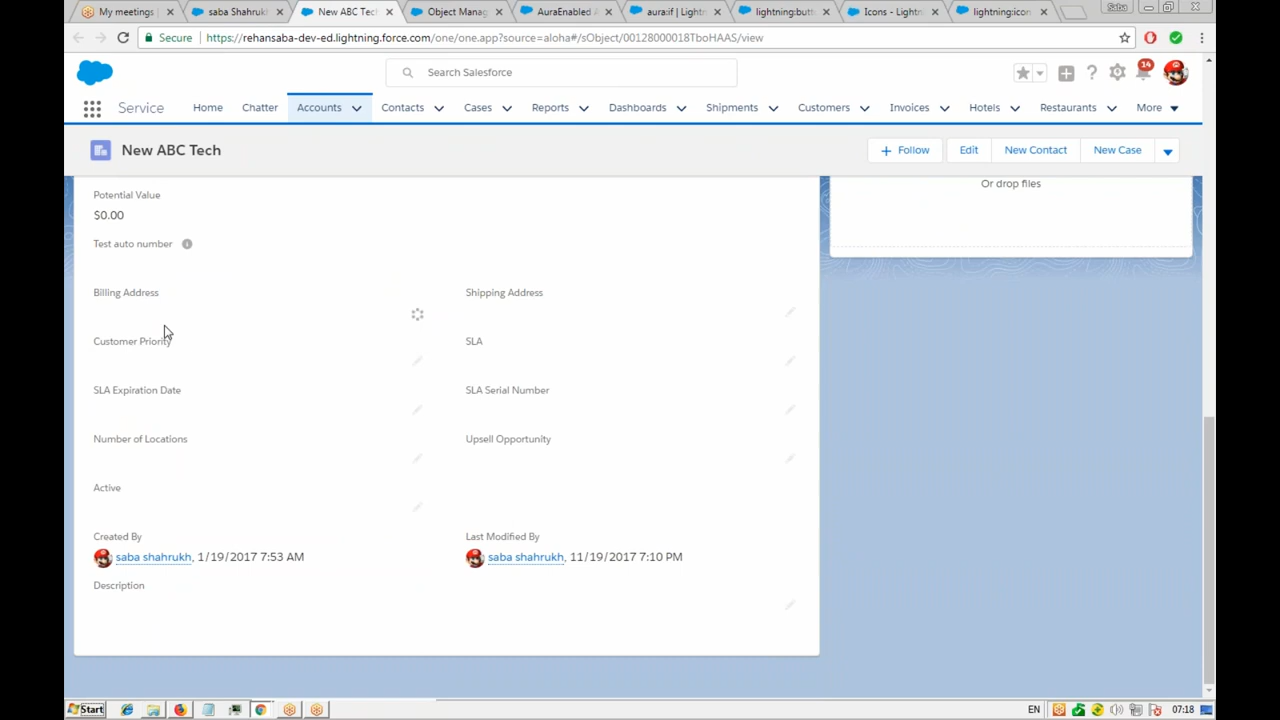 My meetings |
saba Shahrukh
New ABC Tech
Object Manag
AuraEnabled A
aura:if | Lightn
lightning:butt
Icons - Lightn
lightning:icon
Saba
Secure
https://rehansaba-dev-ed.lightning.force.com/one/one.app?source=aloha#/sObject/00128000018TboHAAS/view
Search Salesforce
14
Service
Home
Chatter
Accounts
Contacts
Cases
Reports
Dashboards
Shipments
Customers
Invoices
Hotels
Restaurants
More
New ABC Tech
Follow
Edit
New Contact
New Case
Potential Value
$0.00
Or drop files
Test auto number
Billing Address
Shipping Address
Customer Priority
SLA
SLA Expiration Date
SLA Serial Number
Number of Locations
Upsell Opportunity
Active
Created By
Last Modified By
saba shahrukh, 1/19/2017 7:53 AM
saba shahrukh, 11/19/2017 7:10 PM
Description
Start
EN
07:18